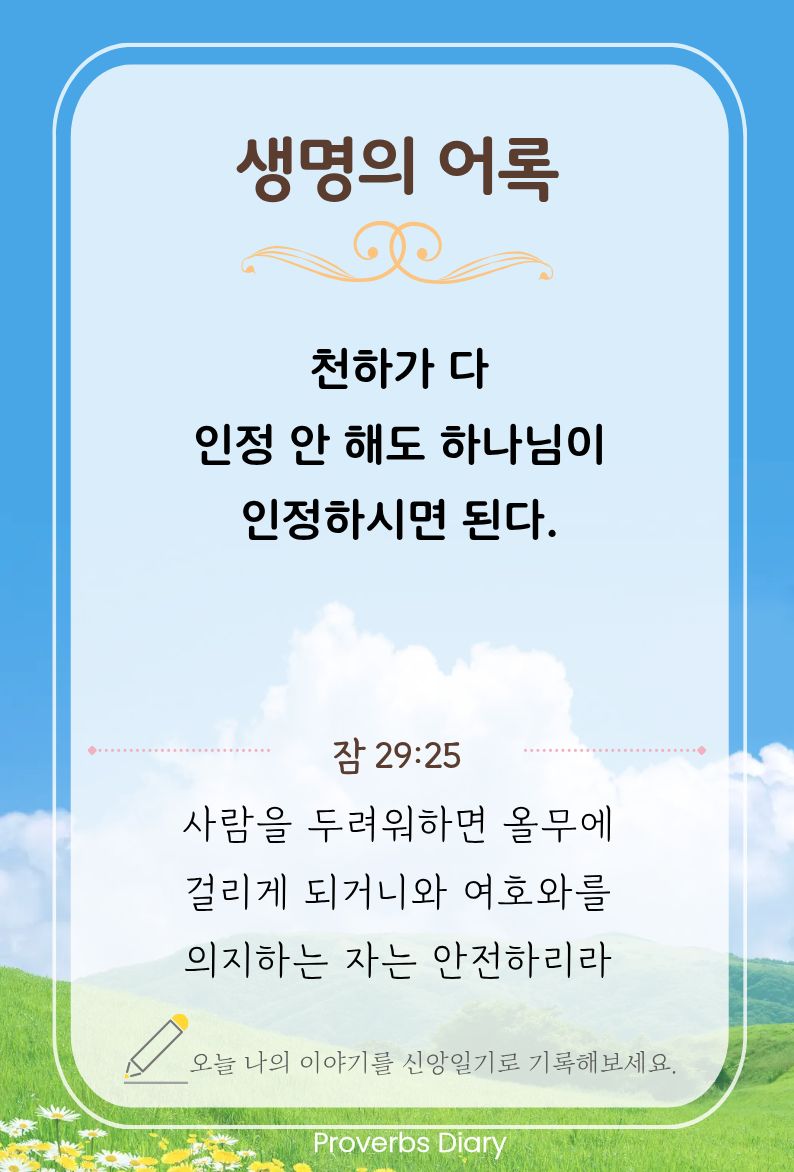 생명의 어록
천하가 다
인정 안 해도 하나님이
인정하시면 된다.
잠 29:25
사람을 두려워하면 올무에
걸리게 되거니와 여호와를
의지하는 자는 안전하리라
오늘 나의 이야기를 신앙일기로 기록해보세요.
Proverbs Diary